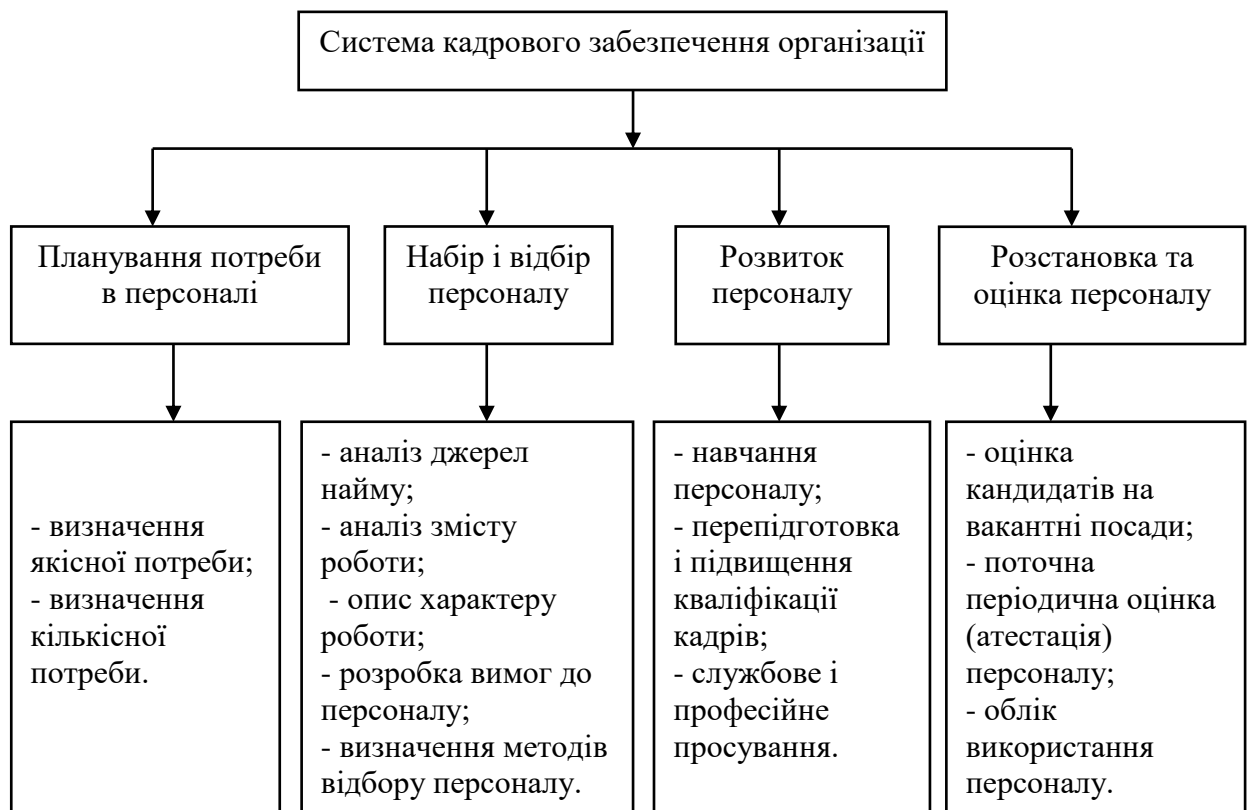 Система кадрового забезпечення організації
Планування потреби
в персоналі
Набір і відбір
персоналу
Розвиток
персоналу
Розстановка та
оцінка персоналу
- визначення
якісної потреби;
- визначення
кількісної
потреби.
- аналіз джерел
найму;
- аналіз змісту
роботи;
- опис характеру
роботи;
- розробка вимог до
персоналу;
- визначення методів
відбору персоналу.
- навчання
персоналу;
- перепідготовка
і підвищення
кваліфікації
кадрів;
- службове і
професійне
просування.
- оцінка
кандидатів на
вакантні посади;
- поточна
періодична оцінка
(атестація)
персоналу;
- облік
використання
персоналу.